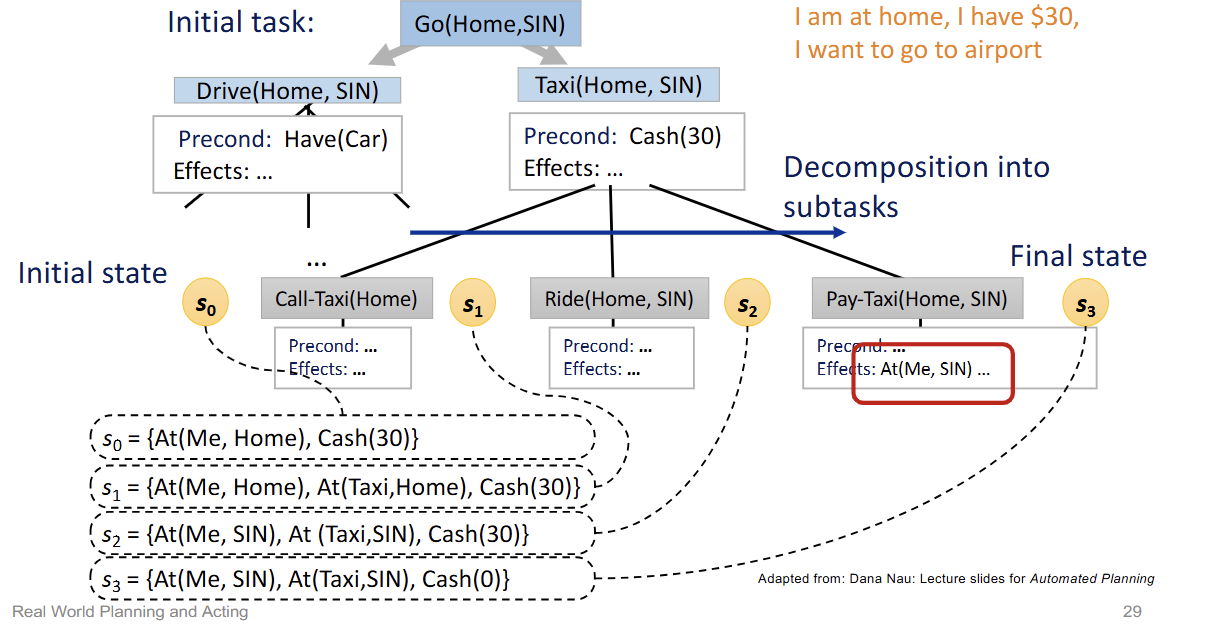 Initial task:
Go(Home,SIN)
I am at home, I have $30,
I want to go to airport
Drive(Home, SIN)
Taxi(Home, SIN)
Precond: Have(Car)
Effects: ...
Precond: Cash(30)
Effects: ...
Decomposition into
subtasks
...
Initial state
Final state
s0
Call-Taxi(Home)
s1
Ride(Home, SIN)
s2
Pay-Taxi(Home, SIN)
s3
Precond: ...
Effects: ...
Precond: ...
Effects: ...
Precond: ...
Effects: At(Me, SIN) ...
s0 = {At(Me, Home), Cash(30)}
s1 = {At(Me, Home), At(Taxi,Home), Cash(30)}
s2 = {At(Me, SIN), At (Taxi,SIN), Cash(30)}
s3 = {At(Me, SIN), At(Taxi,SIN), Cash(0)}
Adapted from: Dana Nau: Lecture slides for Automated Planning
Real World Planning and Acting
29